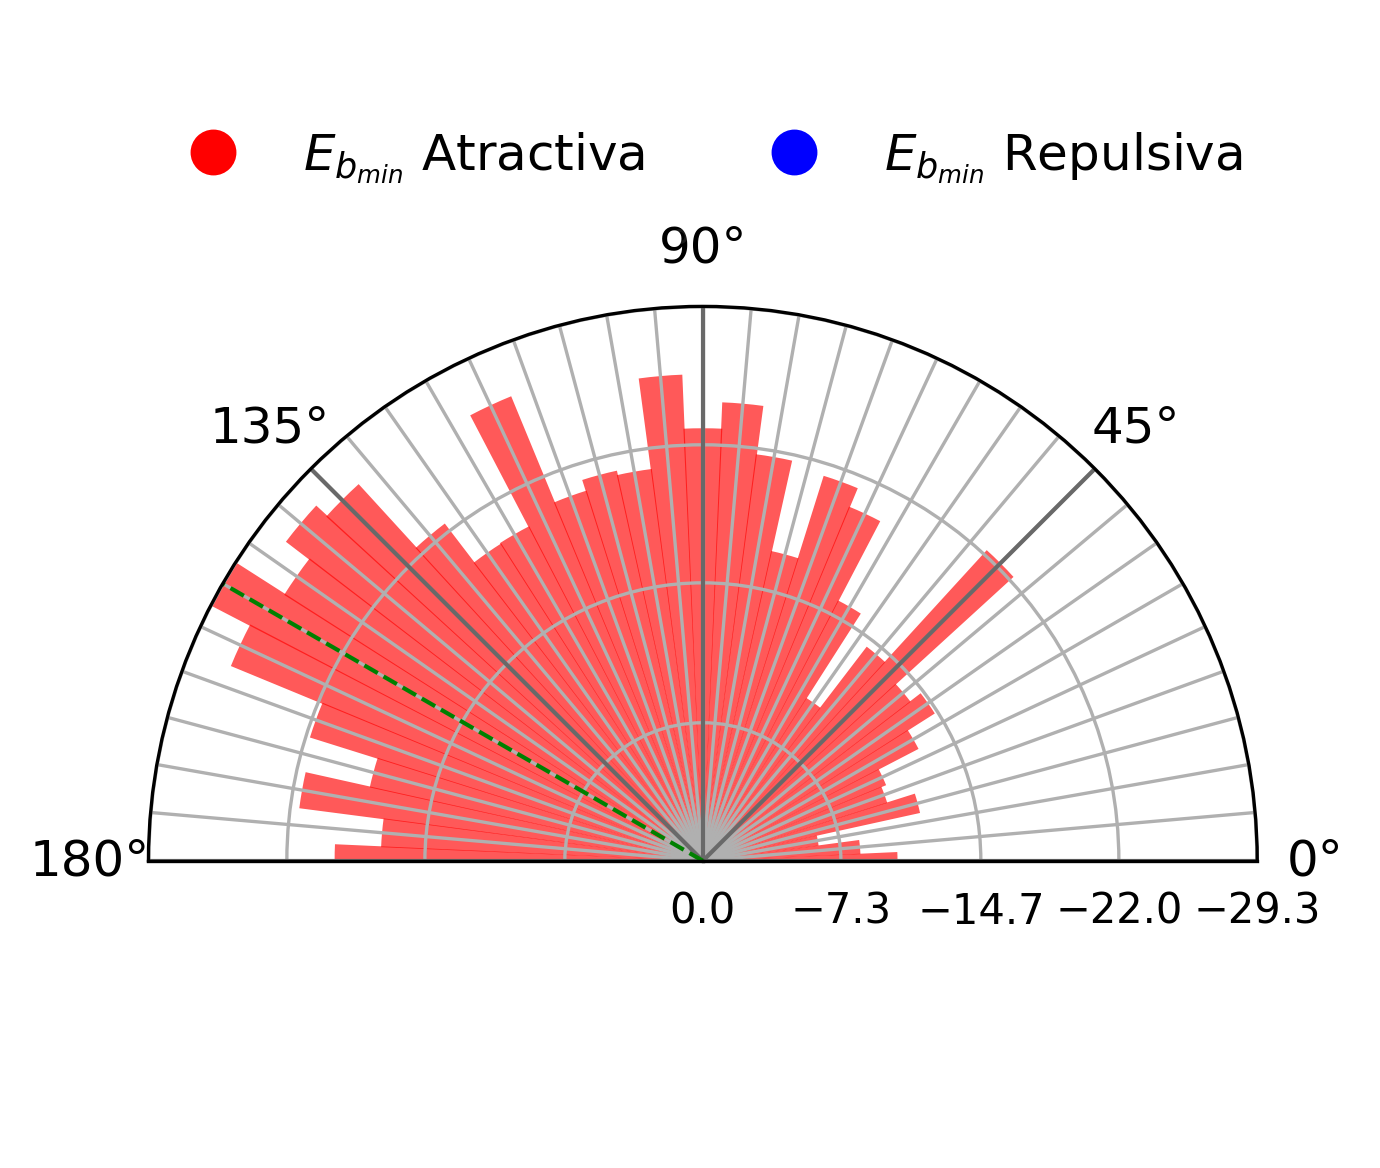 E_{b_{min}} Atractiva E_{b_{min}} Repulsiva
90°
135° 45°
180° 0°
0.0 −7.3 −14.7 −22.0 −29.3